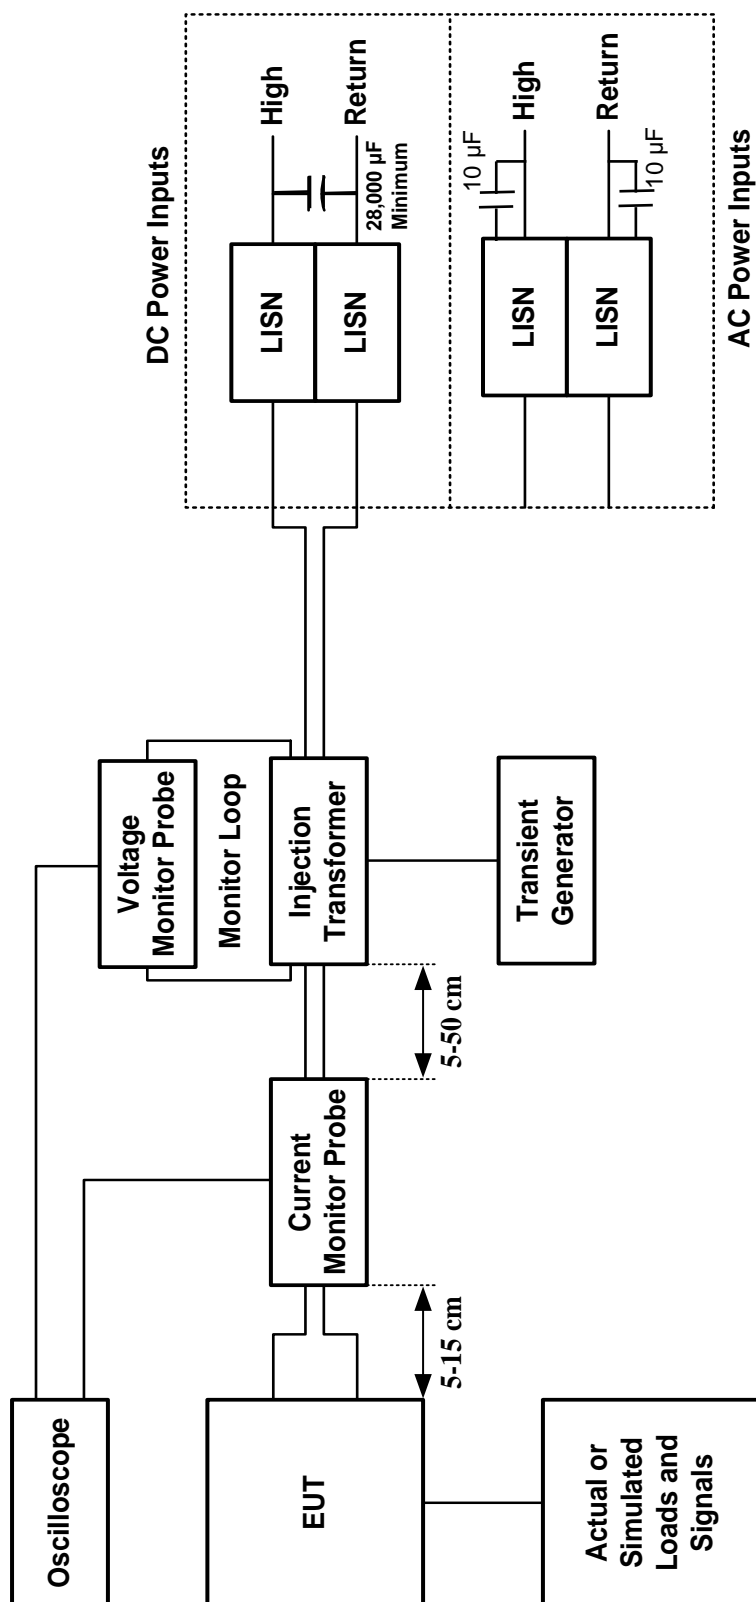 Oscilloscope
Voltage
Monitor Probe
Monitor Loop
DC Power Inputs
EUT
5-15 cm
Current
Monitor Probe
5-50 cm
Injection
Transformer
LISN
LISN
High
Return
28,000 µF
Minimum
Actual or
Simulated
Loads and
Signals
Transient
Generator
LISN
LISN
10 µF
High
Return
10 µF
AC Power Inputs